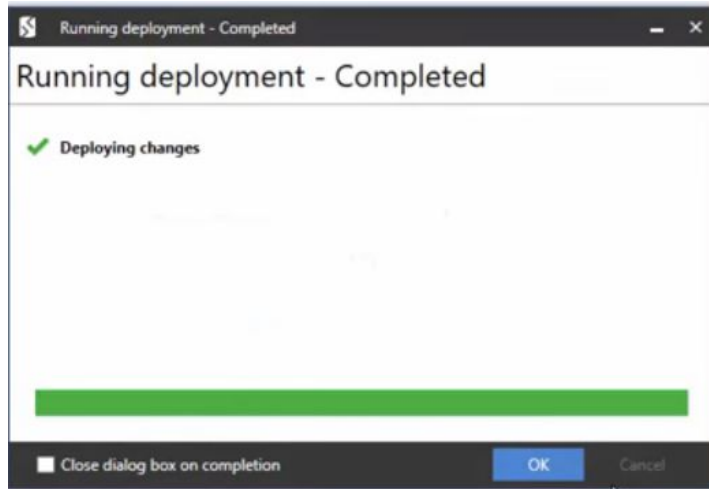 Running deployment - Completed
Running deployment - Completed
Deploying changes
Close dialog box on completion
OK
Cancel